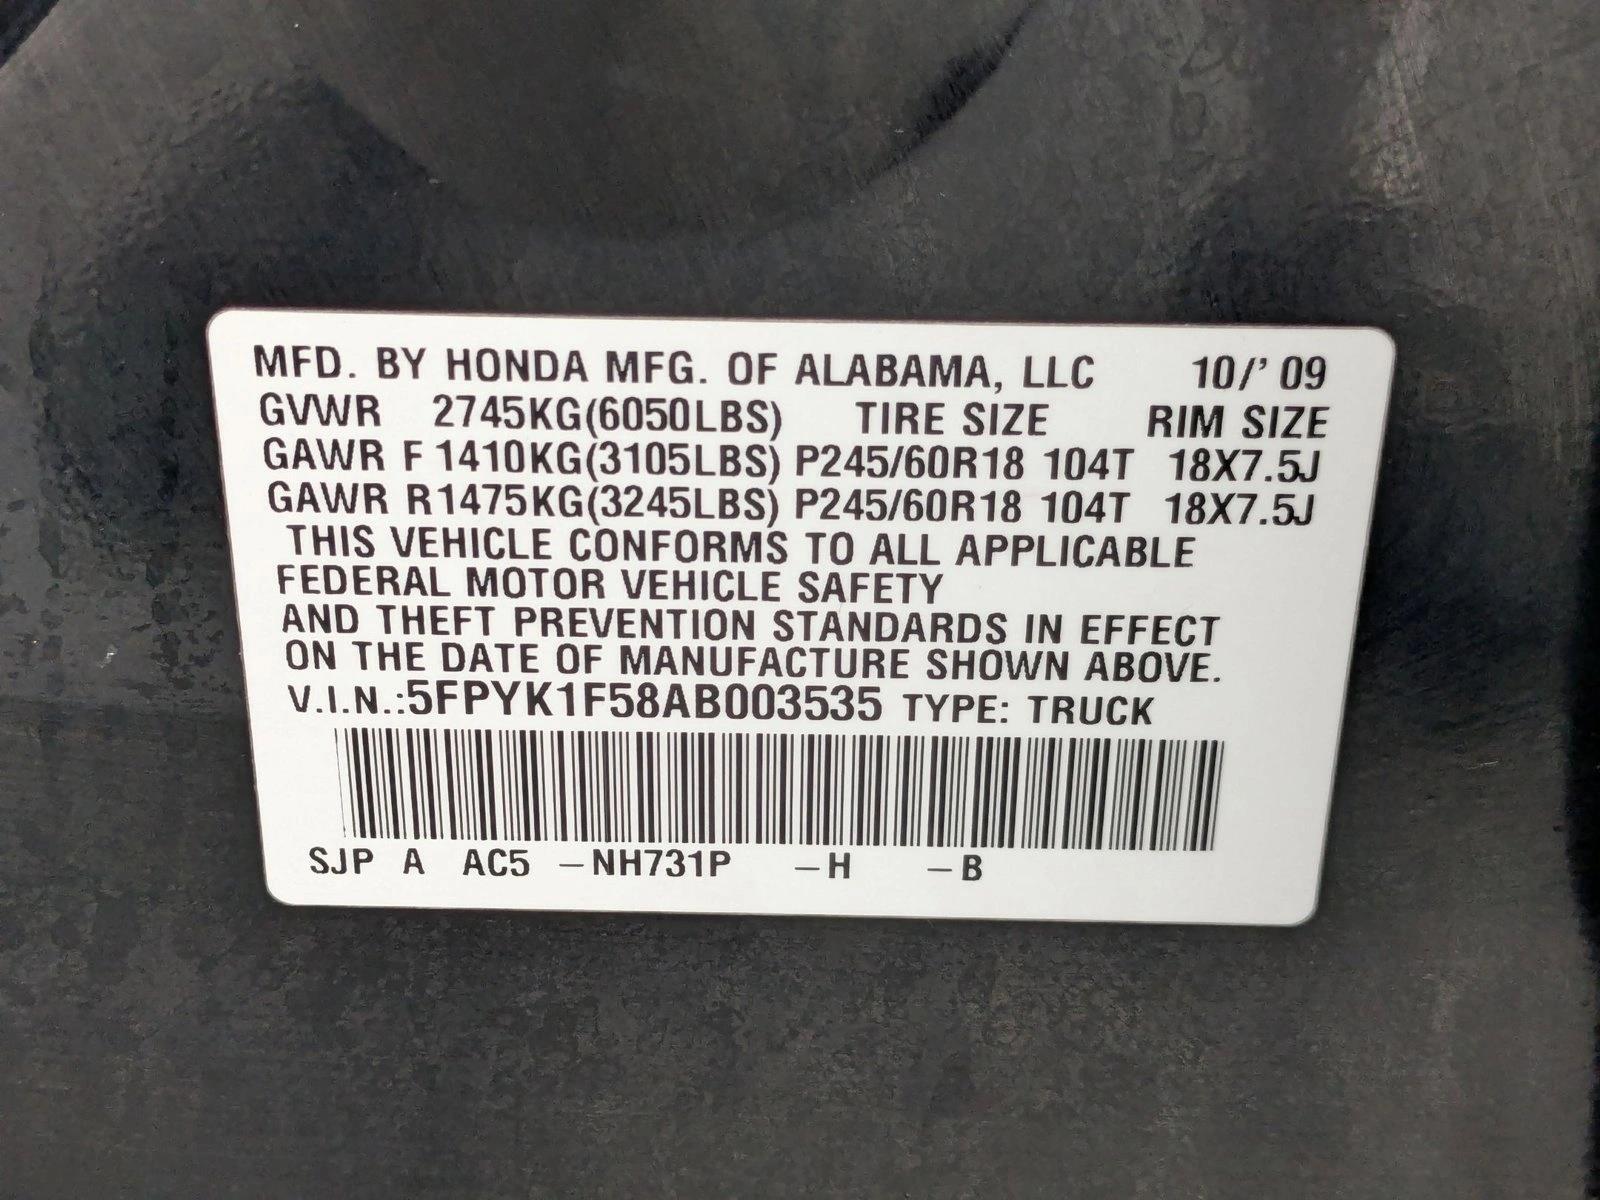 MFD. BY HONDA MFG. OF ALABAMA, LLC 10/'09
GVWR 2745KG(6050LBS) TIRE SIZE RIM SIZE
GAWR F 1410KG(3105LBS) P245/60R18 104T 18X7.5J
GAWR R1475KG(3245LBS) P245/60R18 104T 18X7.5J
THIS VEHICLE CONFORMS TO ALL APPLICABLE
FEDERAL MOTOR VEHICLE SAFETY
AND THEFT PREVENTION STANDARDS IN EFFECT
ON THE DATE OF MANUFACTURE SHOWN ABOVE.
V.I.N.:5FPYK1F58AB003535 TYPE: TRUCK
SJP A AC5 –NH731P –H –B